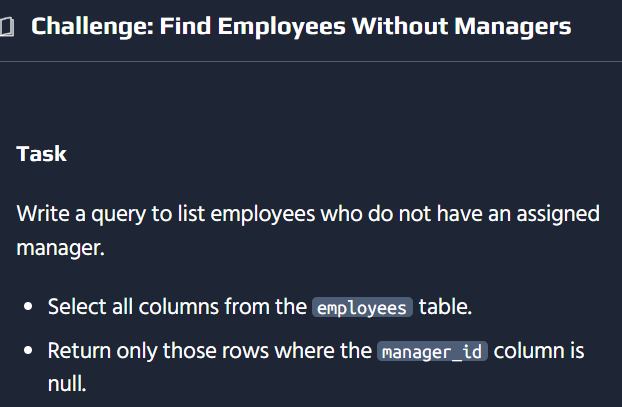 Challenge: Find Employees Without Managers
Task
Write a query to list employees who do not have an assigned
manager.
• Select all columns from the employees table.
• Return only those rows where the manager_id column is
null.